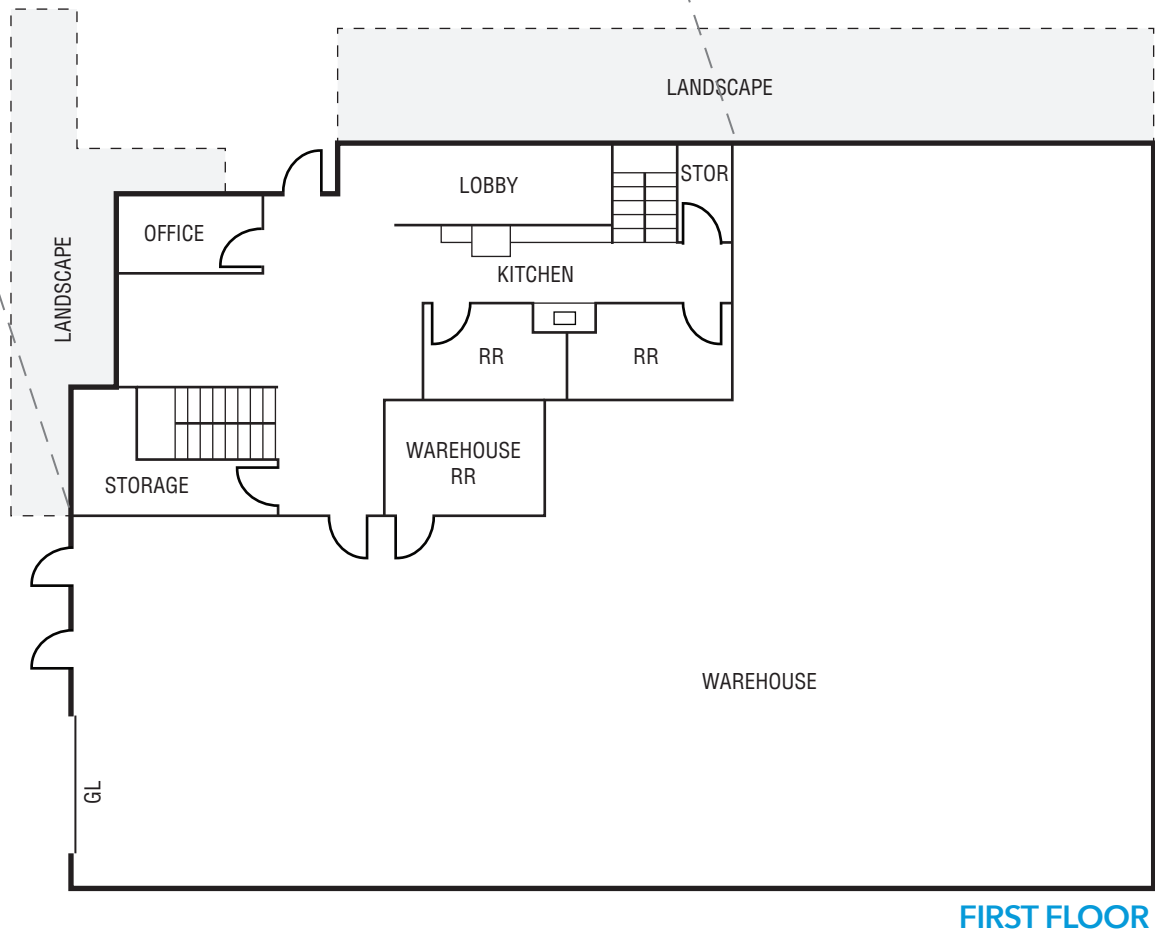 LANDSCAPE
LOBBY
STOR
OFFICE
LANDSCAPE
KITCHEN
RR
RR
WAREHOUSE
RR
STORAGE
WAREHOUSE
GL
FIRST FLOOR